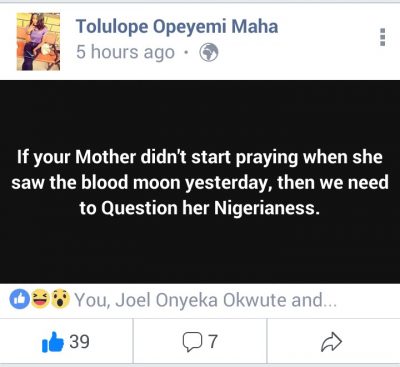 Tolulope Opeyemi Maha
5 hours ago ·
If your Mother didn't start praying when she
saw the blood moon yesterday, then we need
to Question her Nigerianess.
You, Joel Onyeka Okwute and...
39
7